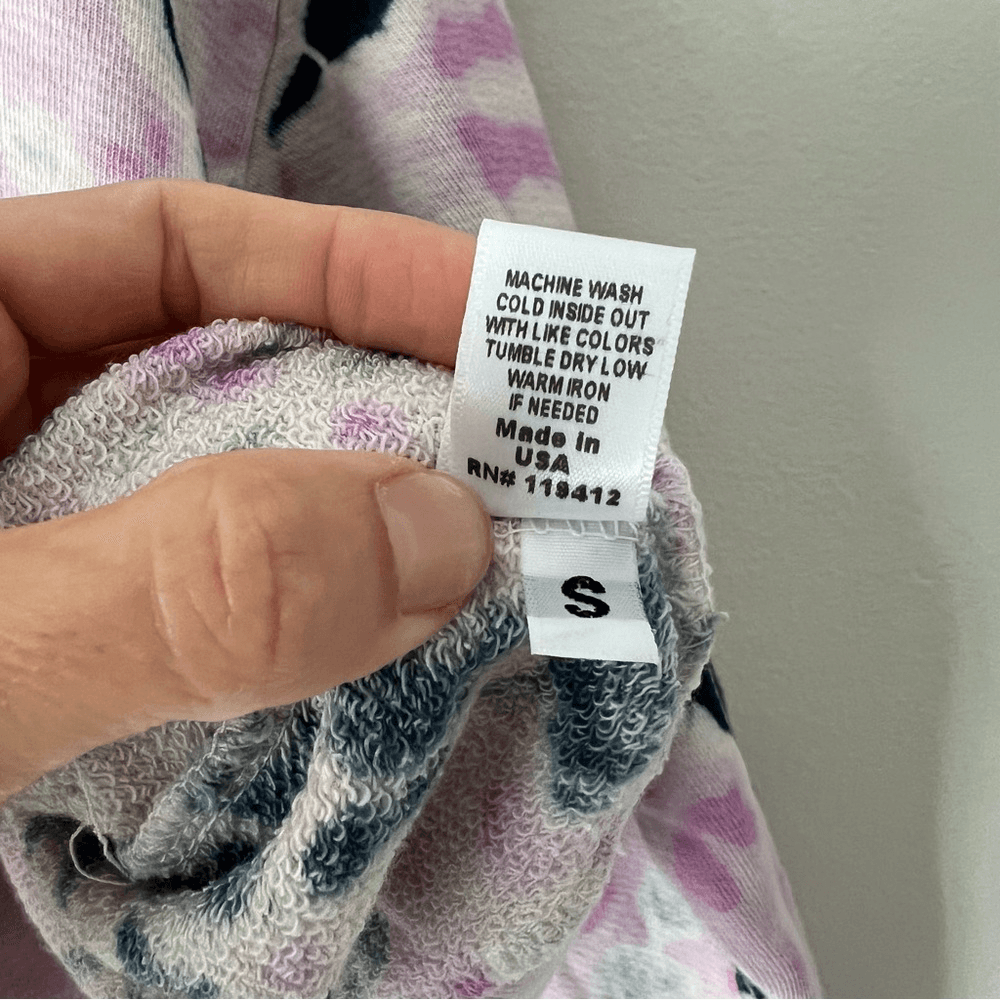 MACHINE WASH
COLD INSIDE OUT
WITH LIKE COLORS
TUMBLE DRY LOW
WARM IRON
IF NEEDED
Made In
USA
RN# 119412
S